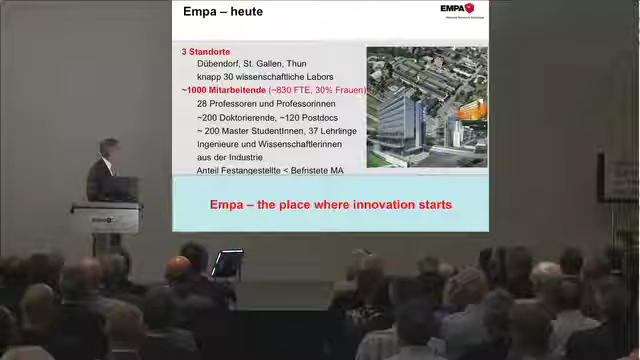 Empa – heute
EMPA
3 Standorte
Dübendorf, St. Gallen, Thun
knapp 30 wissenschaftliche Labors
~1000 Mitarbeitende (~830 FTE, 30% Frauen)
28 Professoren und Professorinnen
~200 Doktorierende, ~120 Postdocs
~ 200 Master StudentInnen, 37 Lehrlinge
Ingenieure und Wissenschaftlerinnen
aus der Industrie
Anteil Festangestellte < Befristete MA
Empa – the place where innovation starts